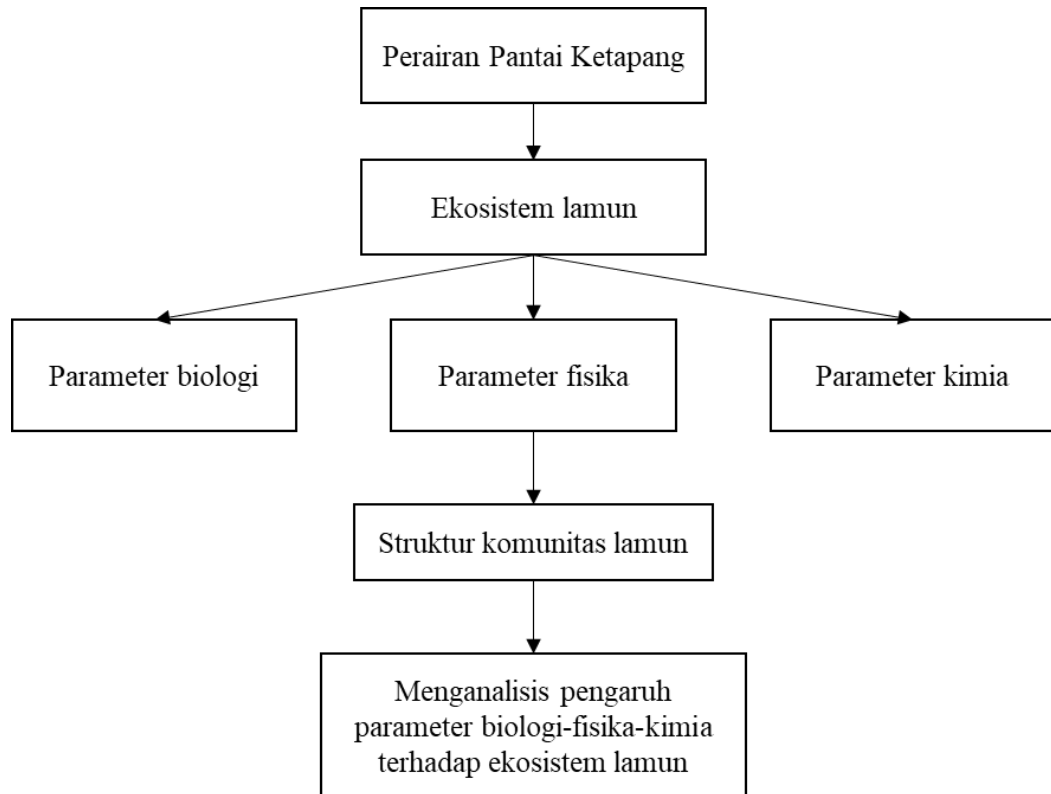 Perairan Pantai Ketapang
Ekosistem lamun
Parameter biologi
Parameter fisika
Parameter kimia
Struktur komunitas lamun
Menganalisis pengaruh
parameter biologi-fisika-kimia
terhadap ekosistem lamun